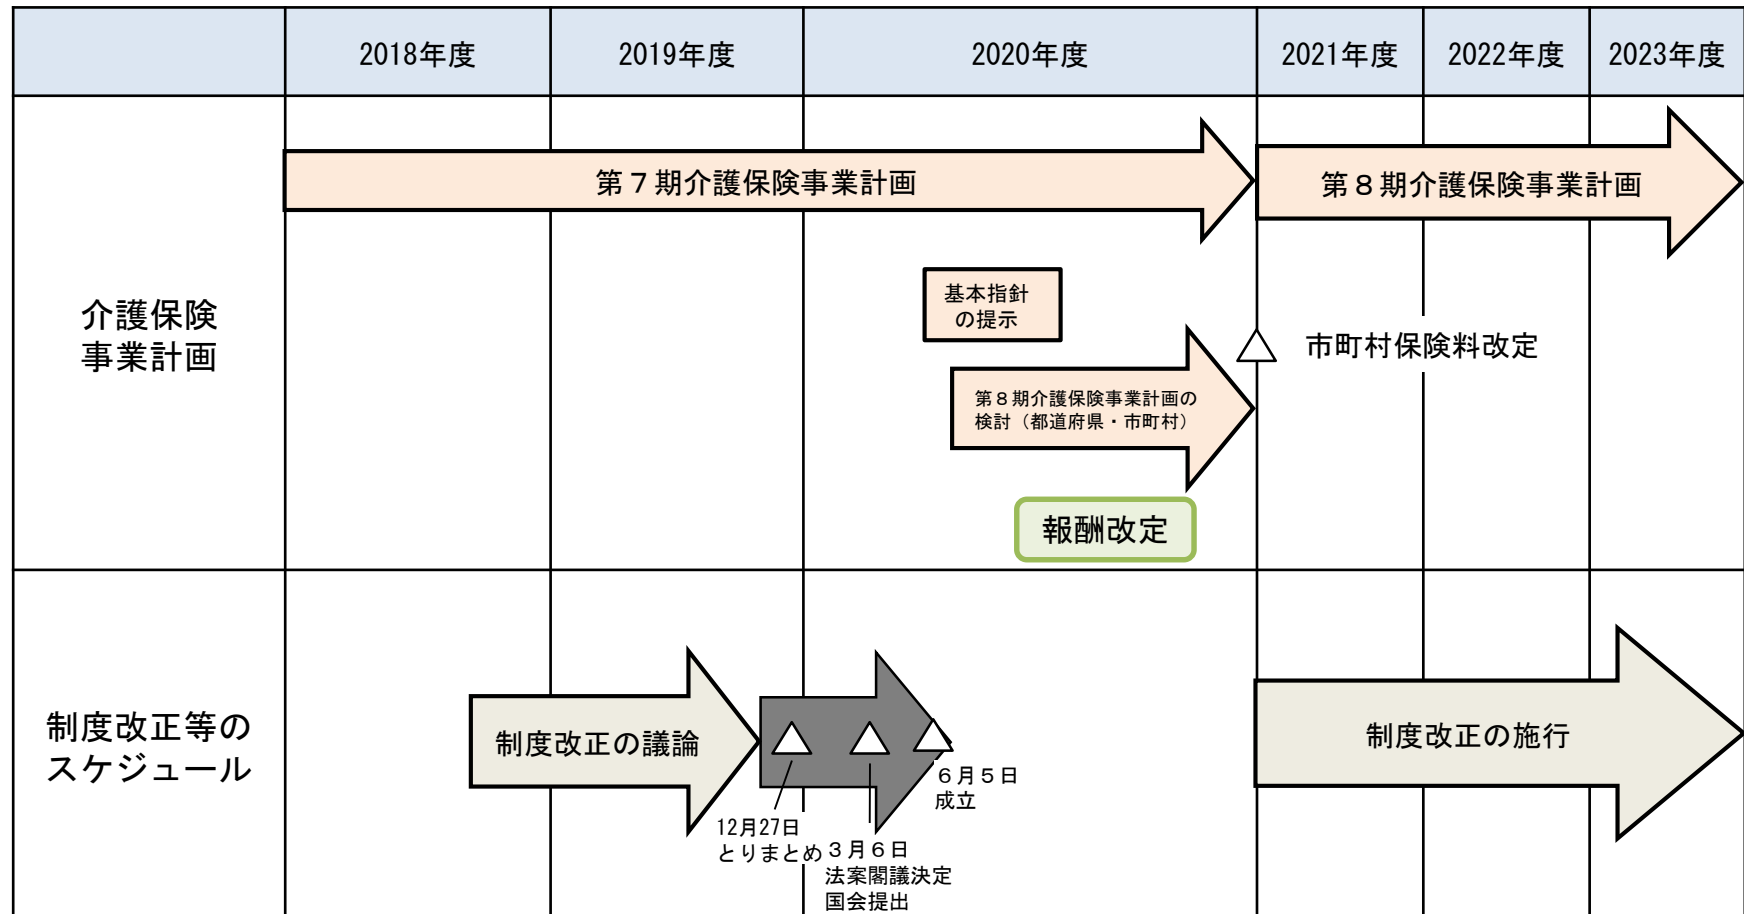 2018年度
2019年度
2020年度
2021年度
2022年度
2023年度
介護保険
事業計画
第７期介護保険事業計画
第８期介護保険事業計画
基本指針
の提示
市町村保険料改定
第８期介護保険事業計画の
検討（都道府県・市町村）
報酬改定
制度改正等の
スケジュール
制度改正の議論
12月27日
とりまとめ
３月６日
法案閣議決定
国会提出
６月５日
成立
制度改正の施行